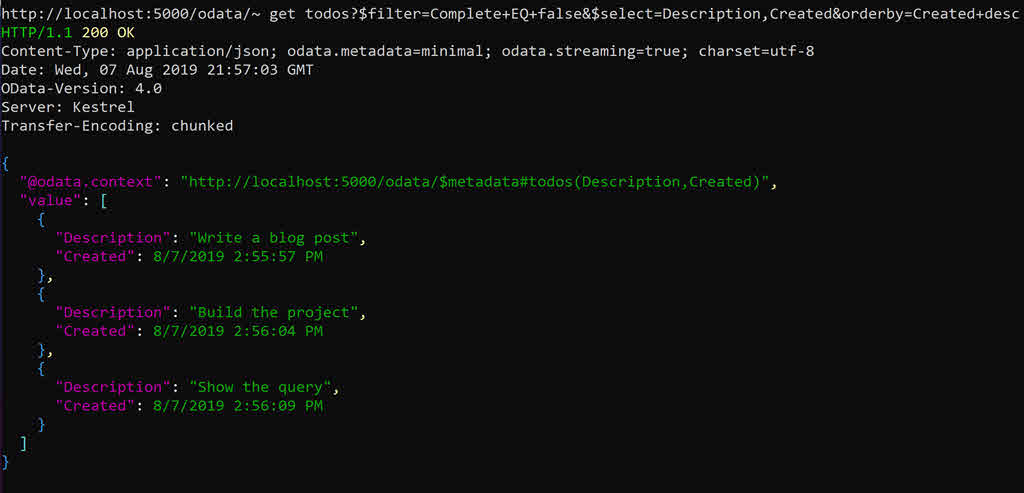 http://localhost:5000/odata/~ get todos?$filter=Complete+EQ+false&$select=Description,Created&orderby=Created+desc
HTTP/1.1 200 OK
Content-Type: application/json; odata.metadata=minimal; odata.streaming=true; charset=utf-8
Date: Wed, 07 Aug 2019 21:57:03 GMT
OData-Version: 4.0
Server: Kestrel
Transfer-Encoding: chunked

{
  "@odata.context": "http://localhost:5000/odata/$metadata#todos(Description,Created)",
  "value": [
    {
      "Description": "Write a blog post",
      "Created": 8/7/2019 2:55:57 PM
    },
    {
      "Description": "Build the project",
      "Created": 8/7/2019 2:56:04 PM
    },
    {
      "Description": "Show the query",
      "Created": 8/7/2019 2:56:09 PM
    }
  ]
}